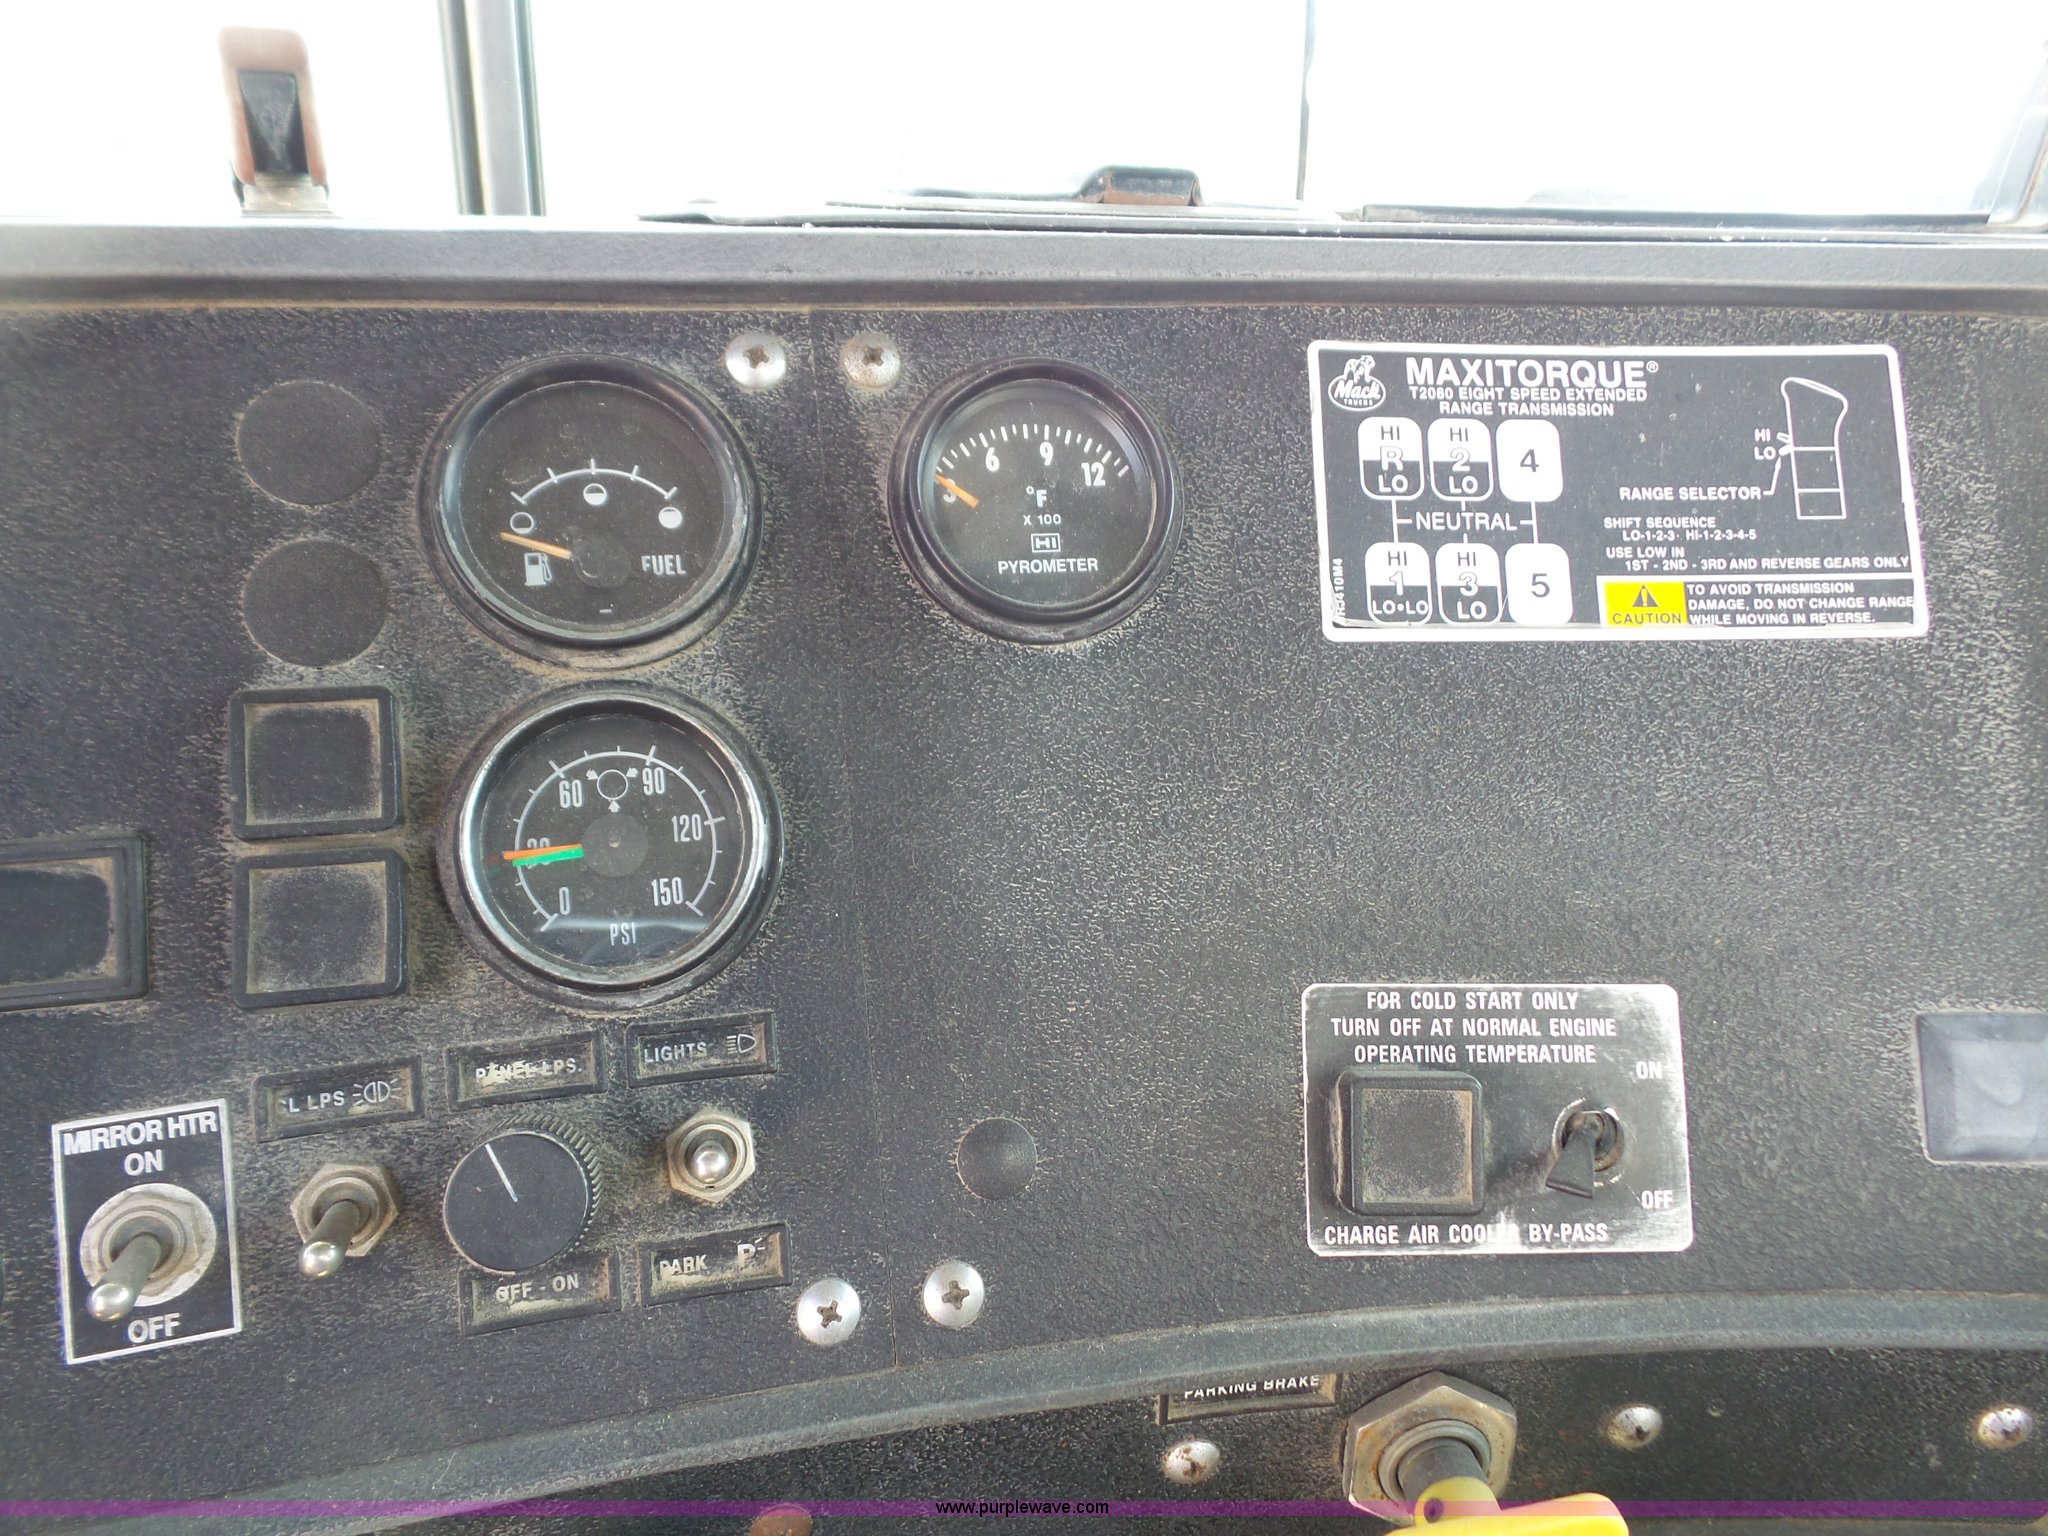 FUEL
3 6 9 12
°F
X 100
HI
PYROMETER
Mack
TRUCKS
MAXITORQUE®
T2080 EIGHT SPEED EXTENDED
RANGE TRANSMISSION
HI HI
R 2 4
LO LO
NEUTRAL
HI HI
1 3 5
LO•LO LO
HI
LO
RANGE SELECTOR
SHIFT SEQUENCE
LO-1-2-3 · HI-1-2-3-4-5
USE LOW IN
1ST - 2ND - 3RD AND REVERSE GEARS ONLY
CAUTION
TO AVOID TRANSMISSION
DAMAGE, DO NOT CHANGE RANGE
WHILE MOVING IN REVERSE.
0 30 60 90 120 150
PSI
LIGHTS
PANEL LPS.
CL LPS
MIRROR HTR
ON
OFF
OFF - ON
PARK P
FOR COLD START ONLY
TURN OFF AT NORMAL ENGINE
OPERATING TEMPERATURE
ON
OFF
CHARGE AIR COOLER BY-PASS
PARKING BRAKE
www.purplewave.com